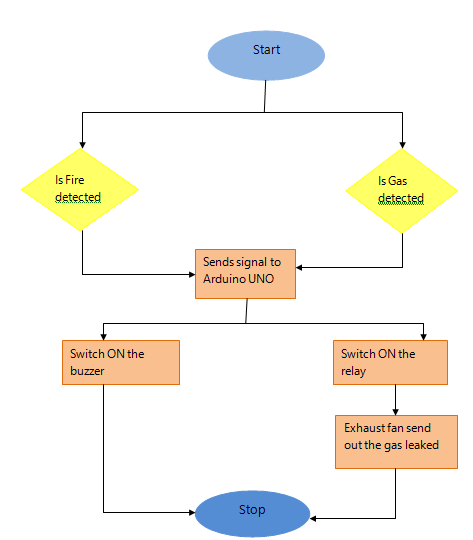 Start
Is Fire
detected
Is Gas
detected
Sends signal to
Arduino UNO
Switch ON the
buzzer
Switch ON the
relay
Exhaust fan send
out the gas leaked
Stop